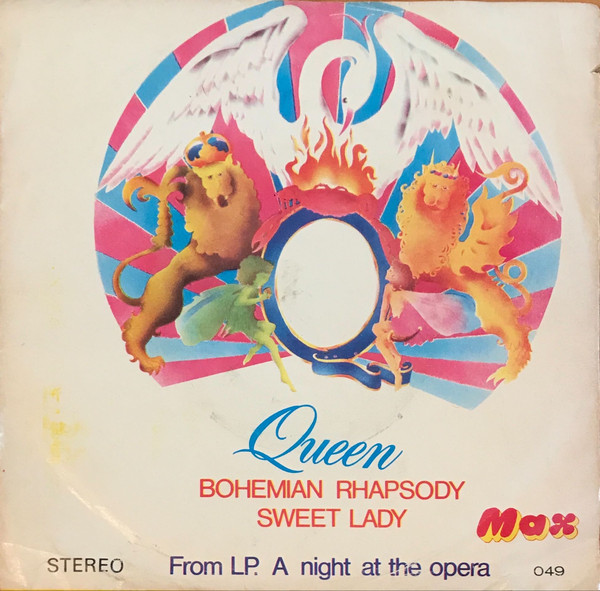 Queen
BOHEMIAN RHAPSODY
SWEET LADY
Max
STEREO From LP. A night at the opera 049